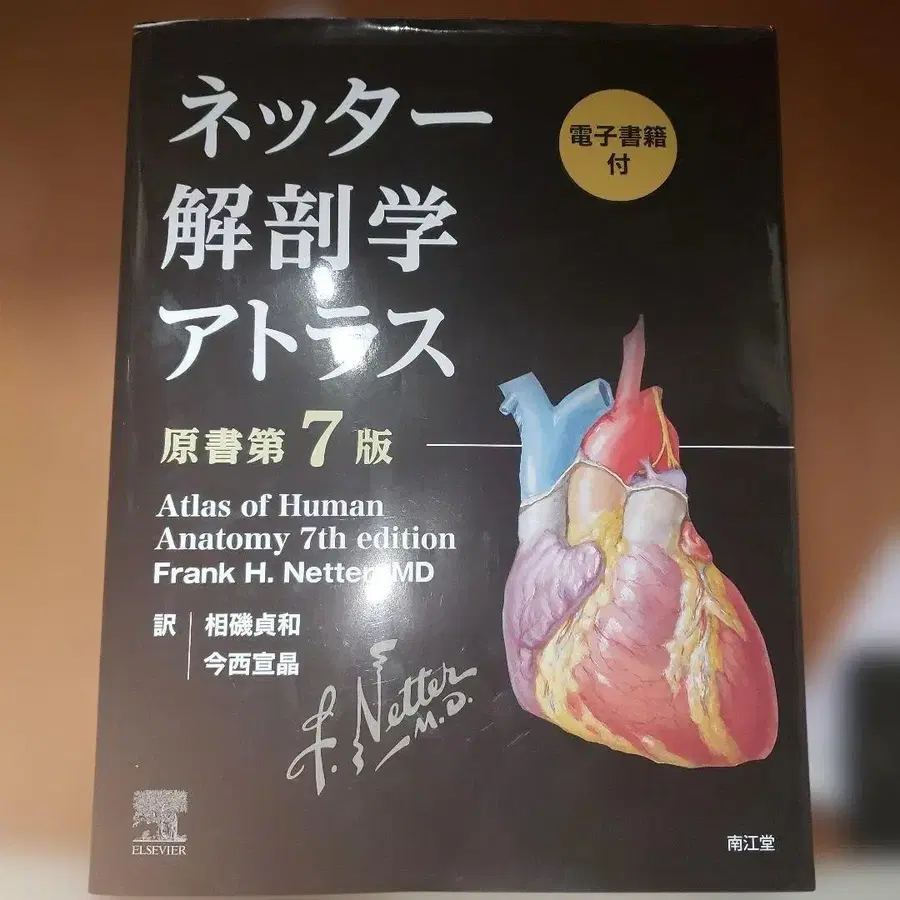 ネッター
解剖学
アトラス
電子書籍
付
原書第7版
Atlas of Human
Anatomy 7th edition
Frank H. Netter, MD
訳 相磯貞和
今西宣晶
F. Netter
M.D.
ELSEVIER
南江堂